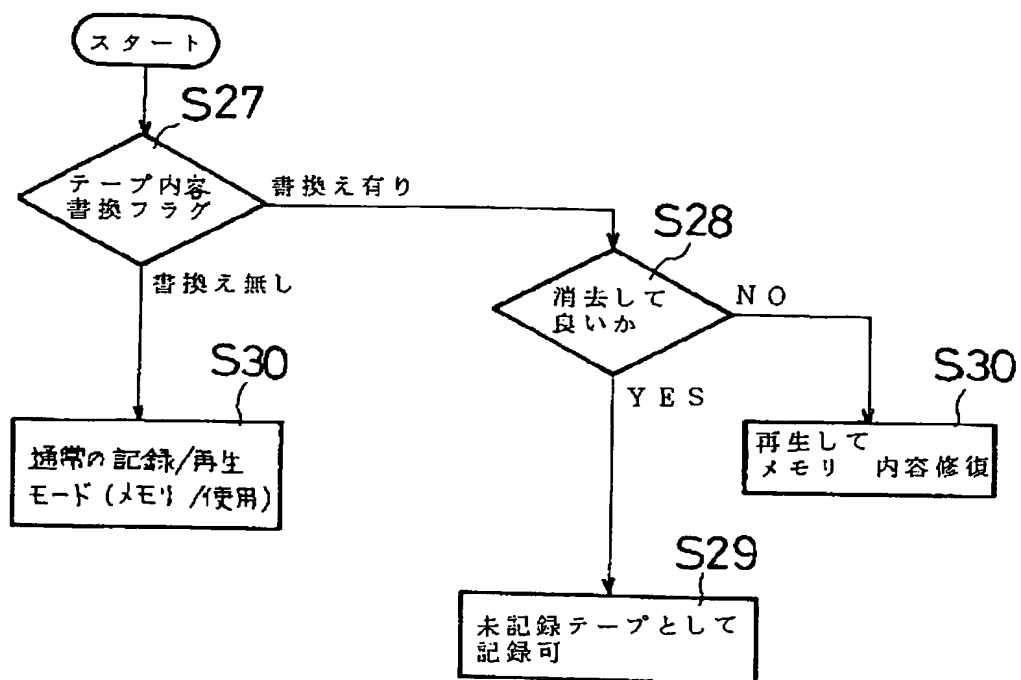 スタート
S27
テープ内容
書換フラグ
書換え有り
書換え無し
S28
消去して
良いか
NO
YES
S30
通常の記録/再生
モード(メモリ/使用)
S30
再生して
メモリ 内容修復
S29
未記録テープとして
記録可